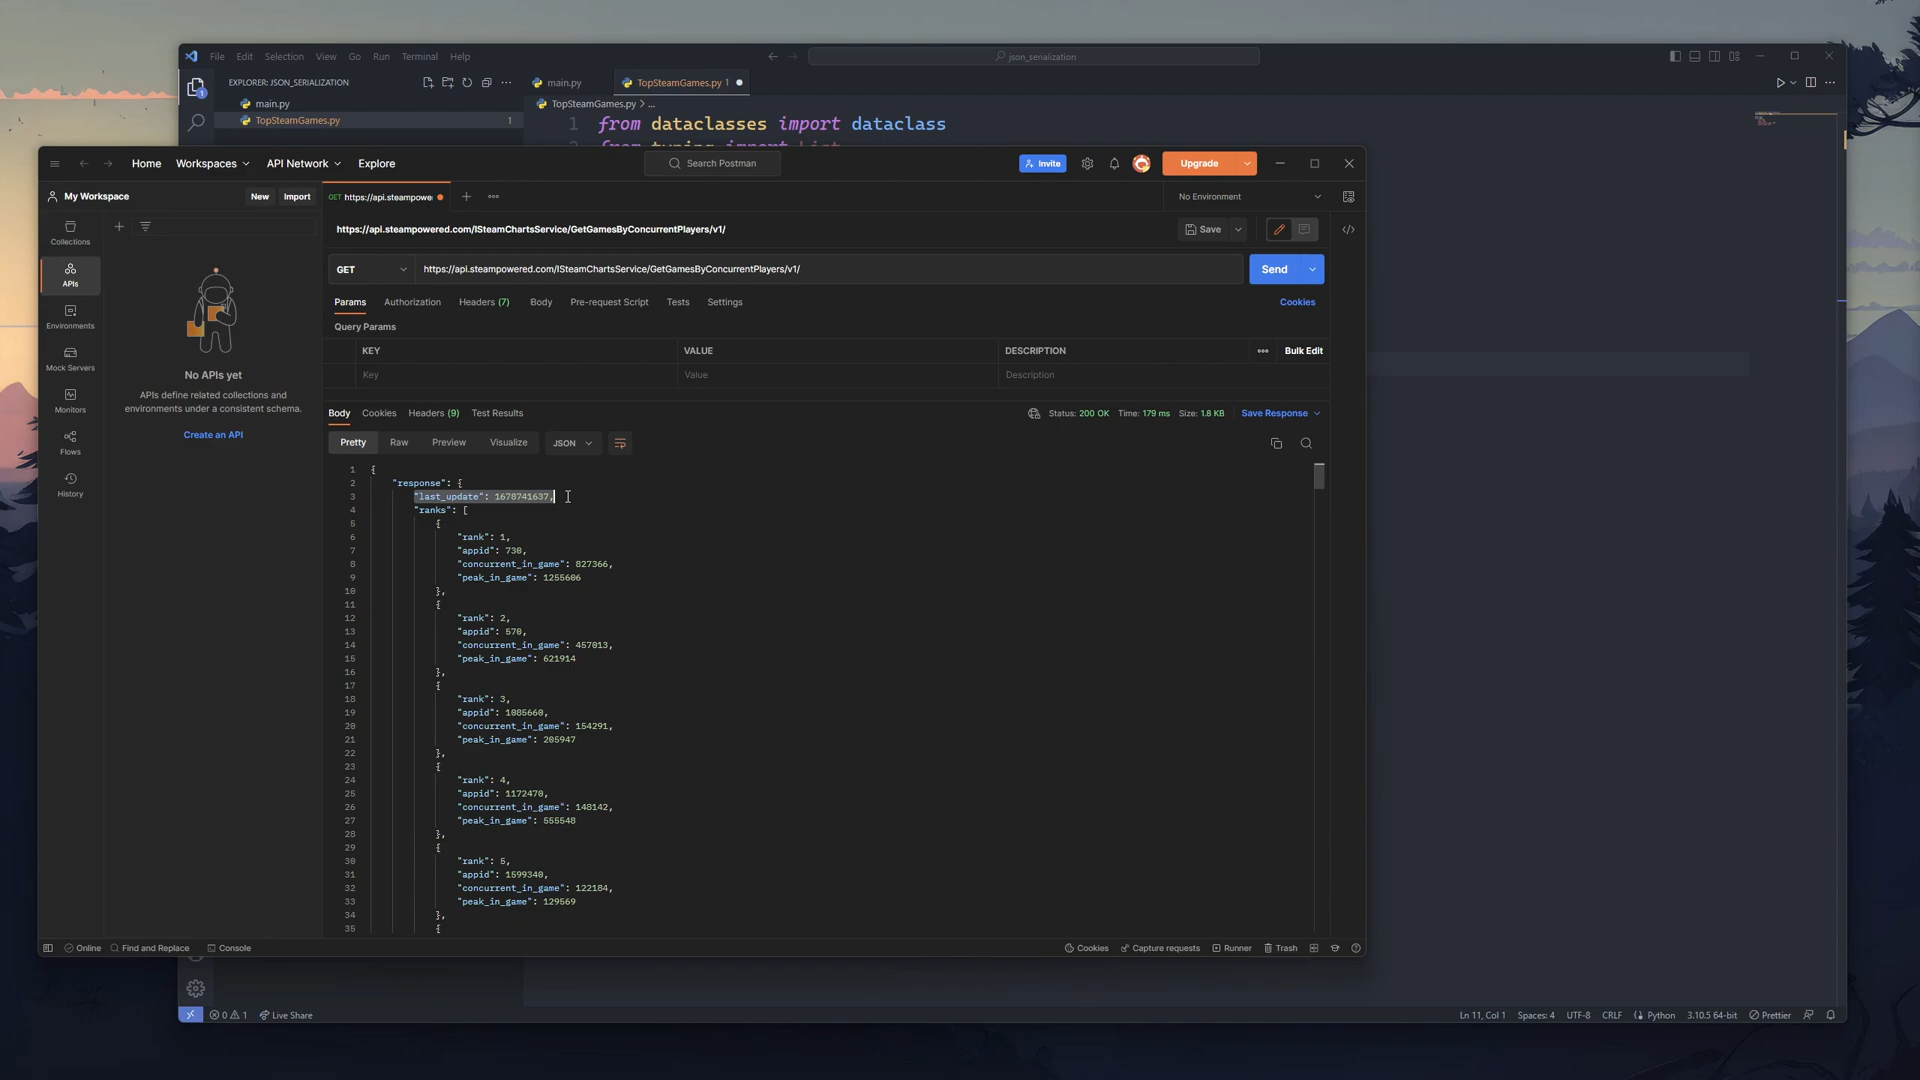 File Edit Selection View Go Run Terminal Help
json_serialization
EXPLORER: JSON_SERIALIZATION
main.py
TopSteamGames.py 1
main.py
TopSteamGames.py 1
TopSteamGames.py > ...
1 from dataclasses import dataclass
Home Workspaces API Network Explore
Search Postman
Invite
Upgrade
My Workspace
New Import
GET https://api.steampowe
No Environment
https://api.steampowered.com/ISteamChartsService/GetGamesByConcurrentPlayers/v1/
Save
Collections
APIs
Environments
Mock Servers
Monitors
Flows
History
No APIs yet
APIs define related collections and
environments under a consistent schema.
Create an API
GET https://api.steampowered.com/ISteamChartsService/GetGamesByConcurrentPlayers/v1/
Send
Params Authorization Headers (7) Body Pre-request Script Tests Settings
Cookies
Query Params
KEY VALUE DESCRIPTION
Bulk Edit
Key Value Description
Body Cookies Headers (9) Test Results
Status: 200 OK Time: 179 ms Size: 1.8 KB Save Response
Pretty Raw Preview Visualize JSON
1 {
2 "response": {
3 "last_update": 1678741637,
4 "ranks": [
5 {
6 "rank": 1,
7 "appid": 730,
8 "concurrent_in_game": 827366,
9 "peak_in_game": 1255606
10 },
11 {
12 "rank": 2,
13 "appid": 570,
14 "concurrent_in_game": 457013,
15 "peak_in_game": 621914
16 },
17 {
18 "rank": 3,
19 "appid": 1085660,
20 "concurrent_in_game": 154291,
21 "peak_in_game": 205947
22 },
23 {
24 "rank": 4,
25 "appid": 1172470,
26 "concurrent_in_game": 148142,
27 "peak_in_game": 555548
28 },
29 {
30 "rank": 5,
31 "appid": 1599340,
32 "concurrent_in_game": 122184,
33 "peak_in_game": 129569
34 },
35 {
Online Find and Replace Console
Cookies Capture requests Runner Trash
0 1 Live Share
Ln 11, Col 1 Spaces: 4 UTF-8 CRLF Python 3.10.5 64-bit Prettier